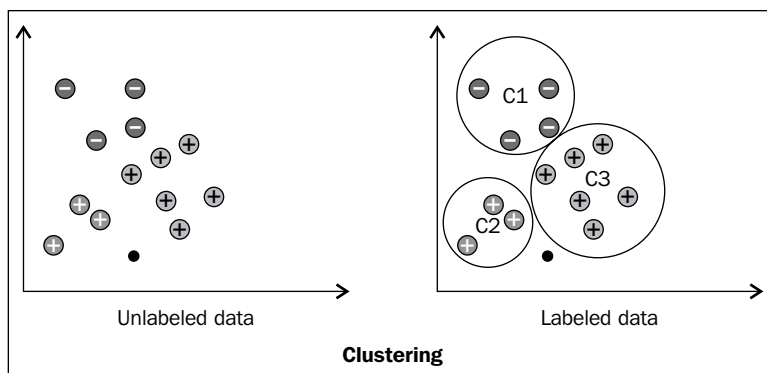 C1
C3
C2
Unlabeled data
Labeled data
Clustering